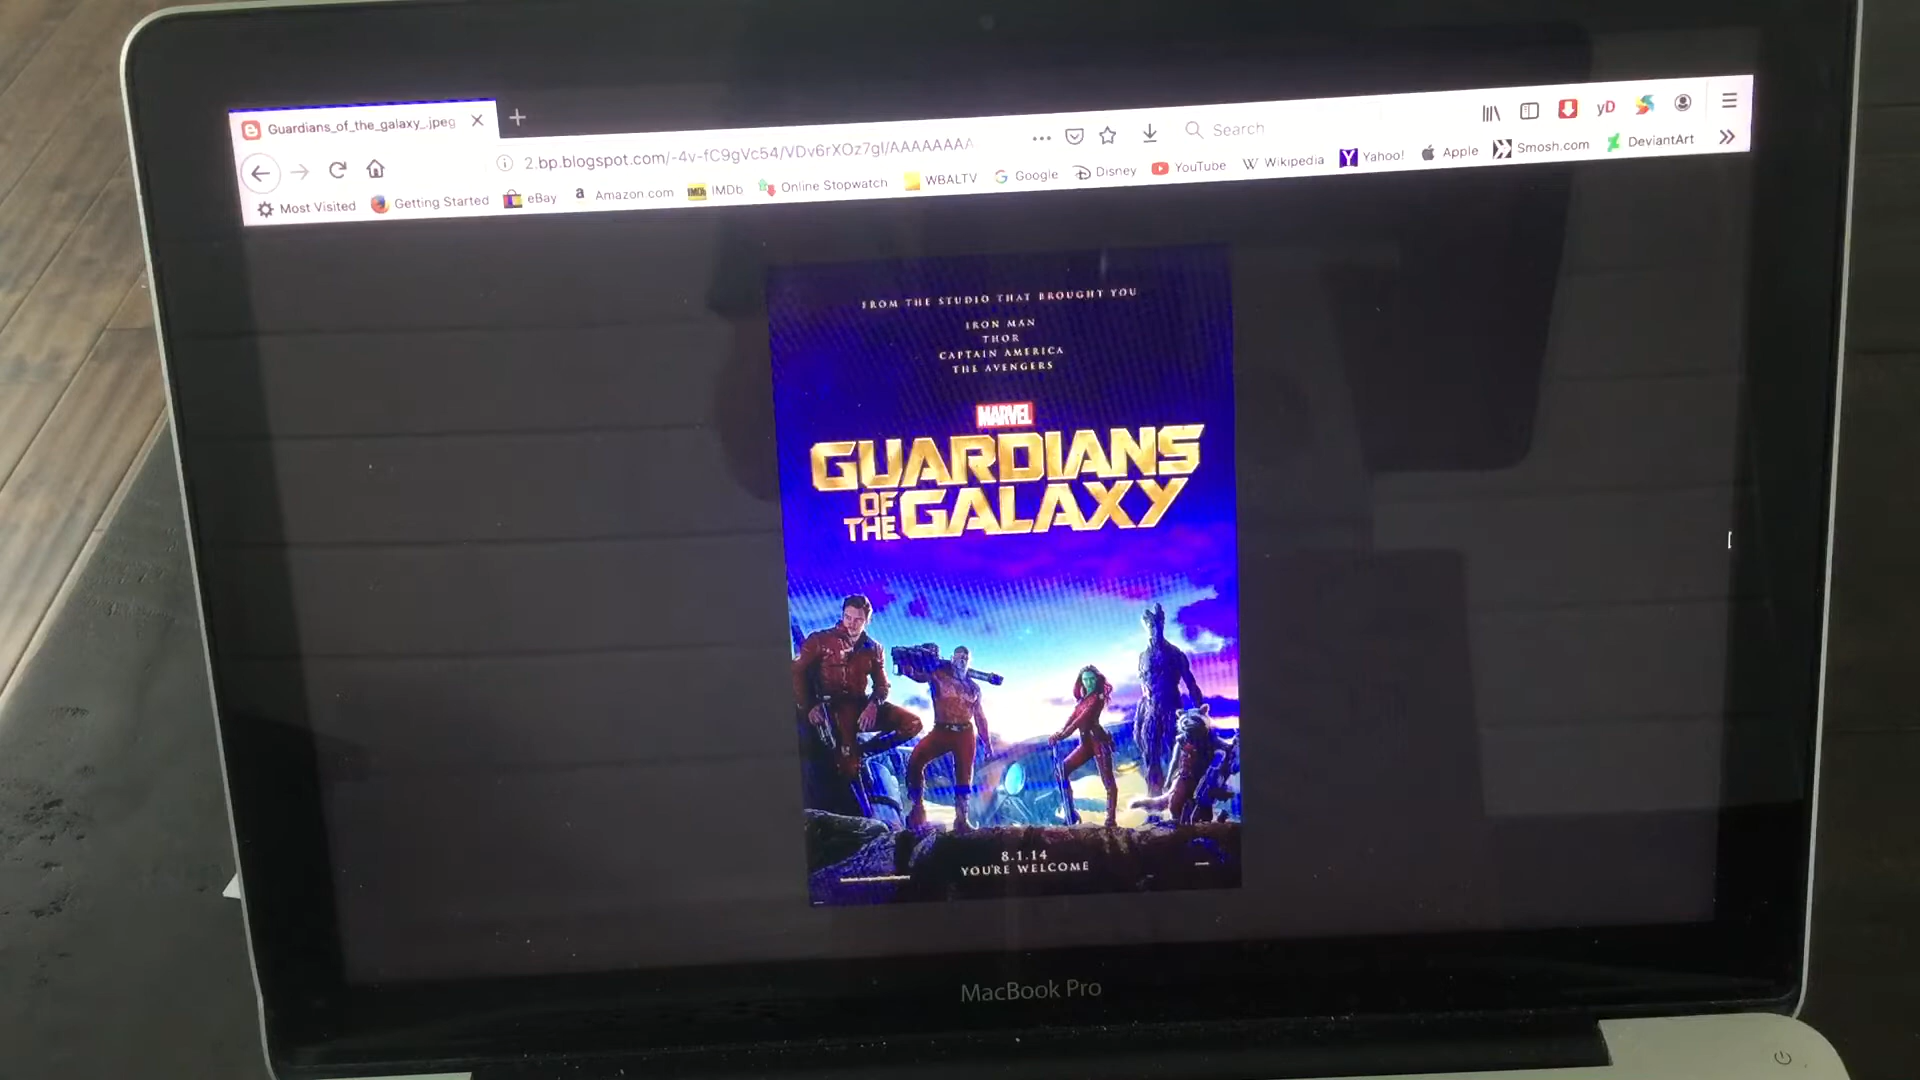 Guardians_of_the_galaxy_.jpeg
2.bp.blogspot.com/-4v-fC9gVc54/VDv6rXOz7gI/AAAAAAAA
Search
yD
Most Visited Getting Started eBay Amazon.com IMDb Online Stopwatch WBALTV Google Disney YouTube Wikipedia Yahoo! Apple Smosh.com DeviantArt
FROM THE STUDIO THAT BROUGHT YOU
IRON MAN
THOR
CAPTAIN AMERICA
THE AVENGERS
MARVEL
GUARDIANS
OF THE GALAXY
8.1.14
YOU'RE WELCOME
MacBook Pro